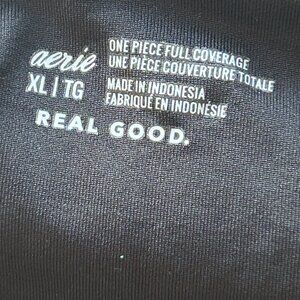 aerie
XL | TG
ONE PIECE FULL COVERAGE
UNE PIÈCE COUVERTURE TOTALE
MADE IN INDONESIA
FABRIQUÉ EN INDONÉSIE
REAL GOOD.